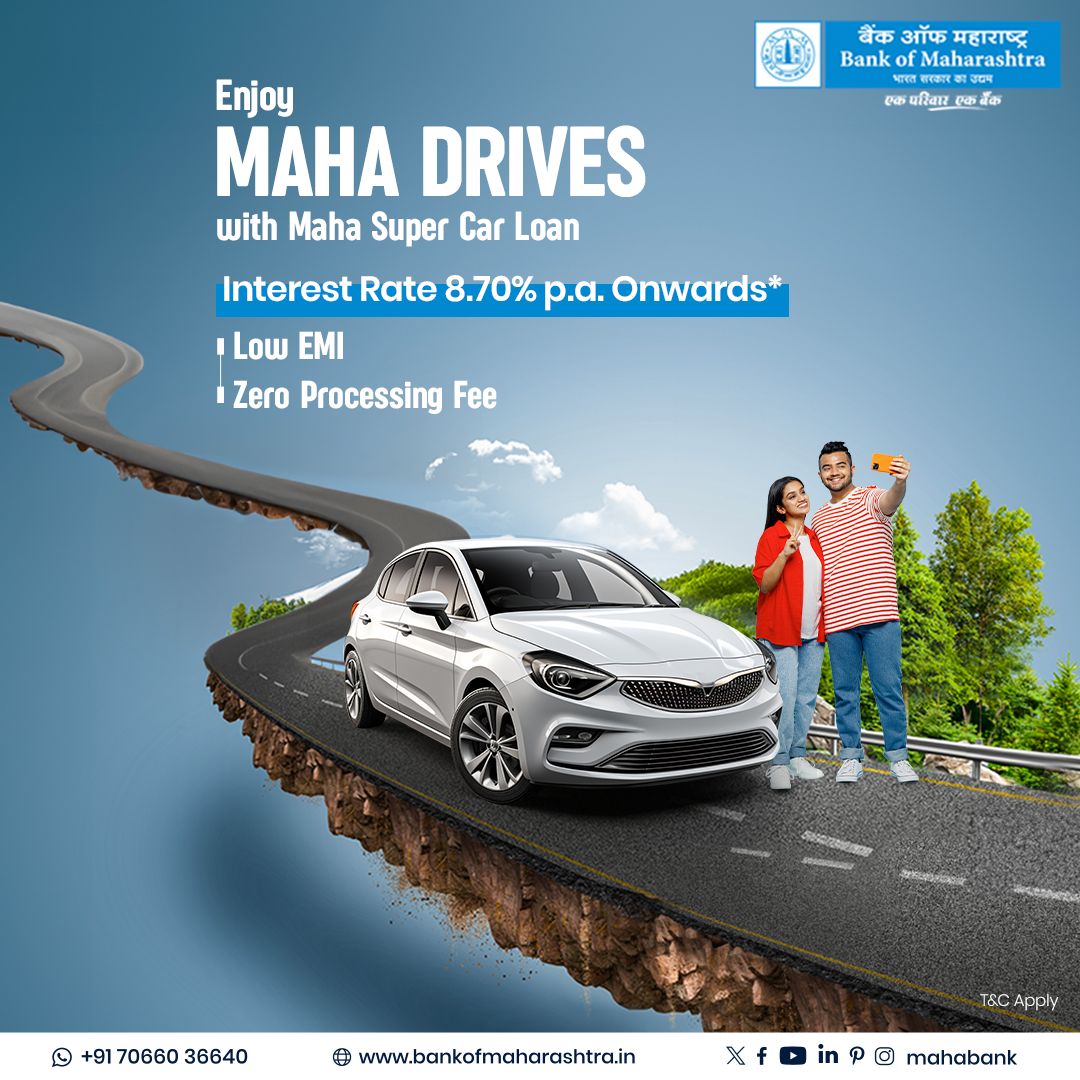 बैंक ऑफ महाराष्ट्र
Bank of Maharashtra
भारत सरकार का उद्यम
एक परिवार एक बैंक
Enjoy
MAHA DRIVES
with Maha Super Car Loan
Interest Rate 8.70% p.a. Onwards*
Low EMI
Zero Processing Fee
T&C Apply
+91 70660 36640
www.bankofmaharashtra.in
mahabank